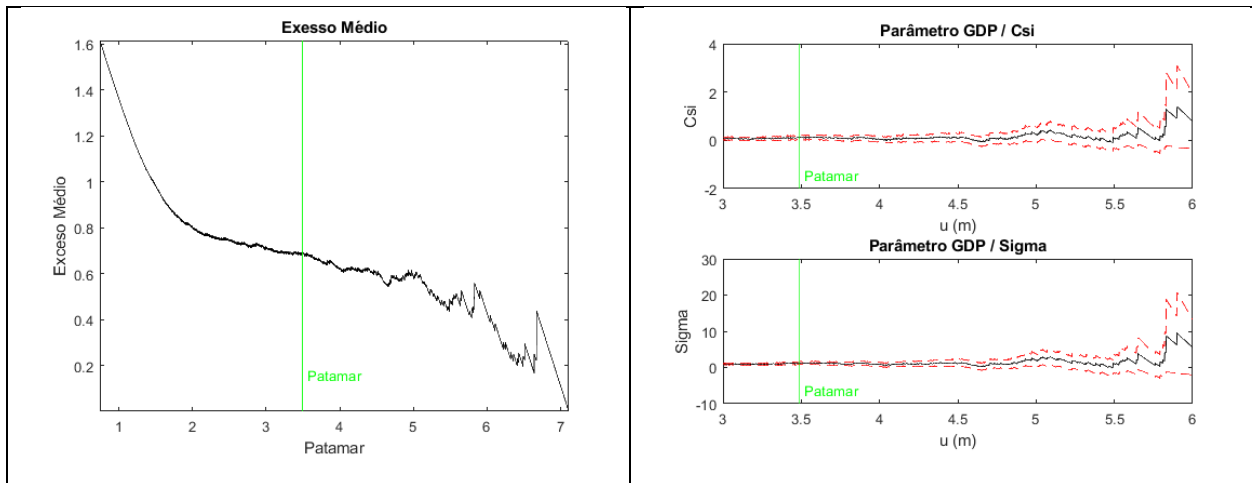 Exesso Médio
1.6
1.4
1.2
1
0.8
0.6
0.4
0.2
Exceso Médio
Patamar
1 2 3 4 5 6 7
Patamar
Parâmetro GDP / Csi
4
2
0
-2
Csi
Patamar
3 3.5 4 4.5 5 5.5 6
u (m)
Parâmetro GDP / Sigma
30
20
10
0
-10
Sigma
Patamar
3 3.5 4 4.5 5 5.5 6
u (m)